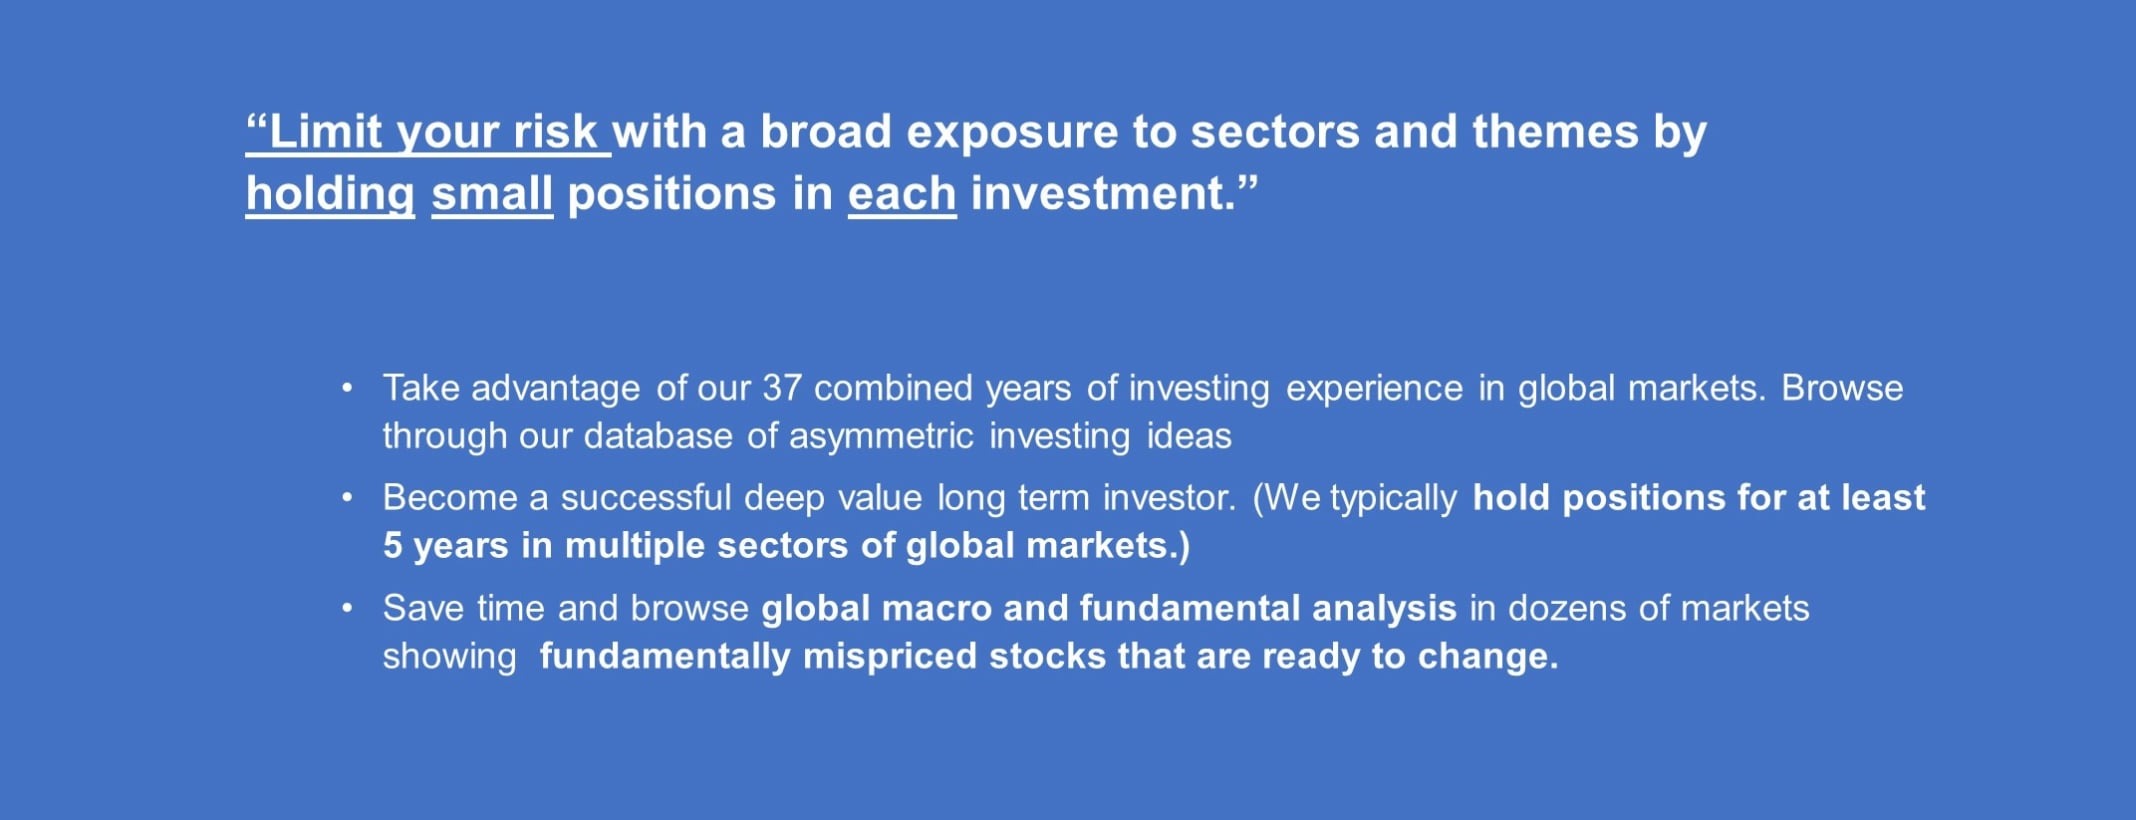 “Limit your risk with a broad exposure to sectors and themes by
holding small positions in each investment.”
• Take advantage of our 37 combined years of investing experience in global markets. Browse
through our database of asymmetric investing ideas
• Become a successful deep value long term investor. (We typically hold positions for at least
5 years in multiple sectors of global markets.)
• Save time and browse global macro and fundamental analysis in dozens of markets
showing fundamentally mispriced stocks that are ready to change.